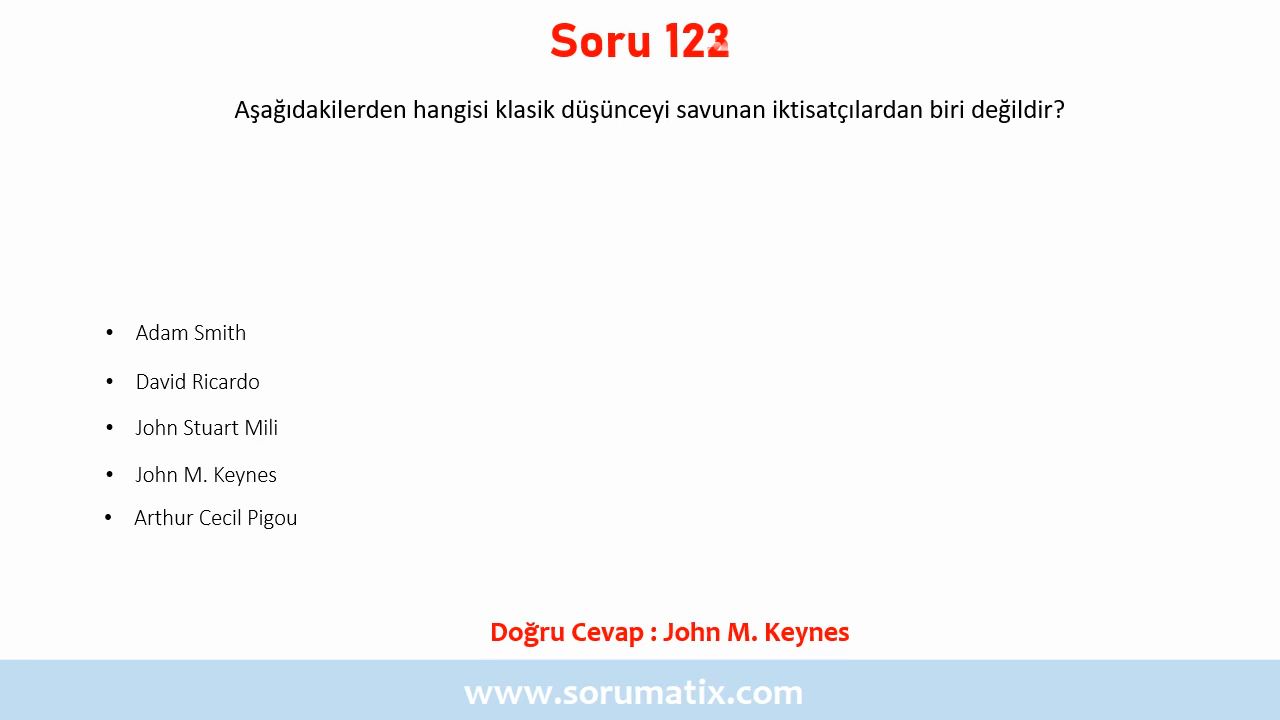 Soru 123
Aşağıdakilerden hangisi klasik düşünceyi savunan iktisatçılardan biri değildir?
• Adam Smith
• David Ricardo
• John Stuart Mili
• John M. Keynes
• Arthur Cecil Pigou
Doğru Cevap : John M. Keynes
www.sorumatix.com